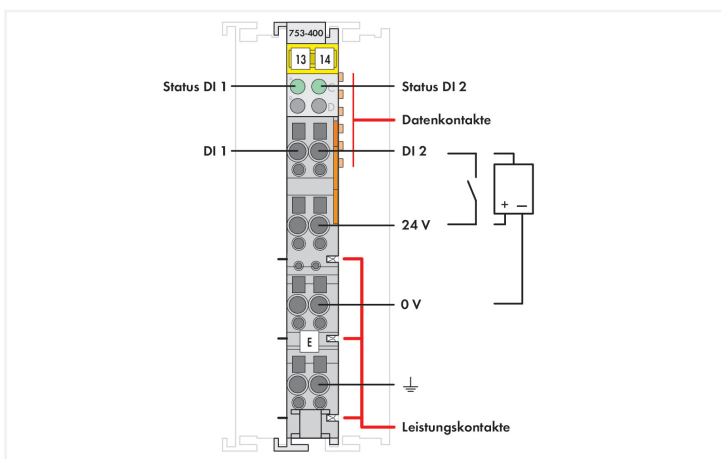 753-400
13 14
Status DI 1
C
Status DI 2
D
Datenkontakte
DI 1
DI 2
+ −
24 V
0 V
E
Leistungskontakte